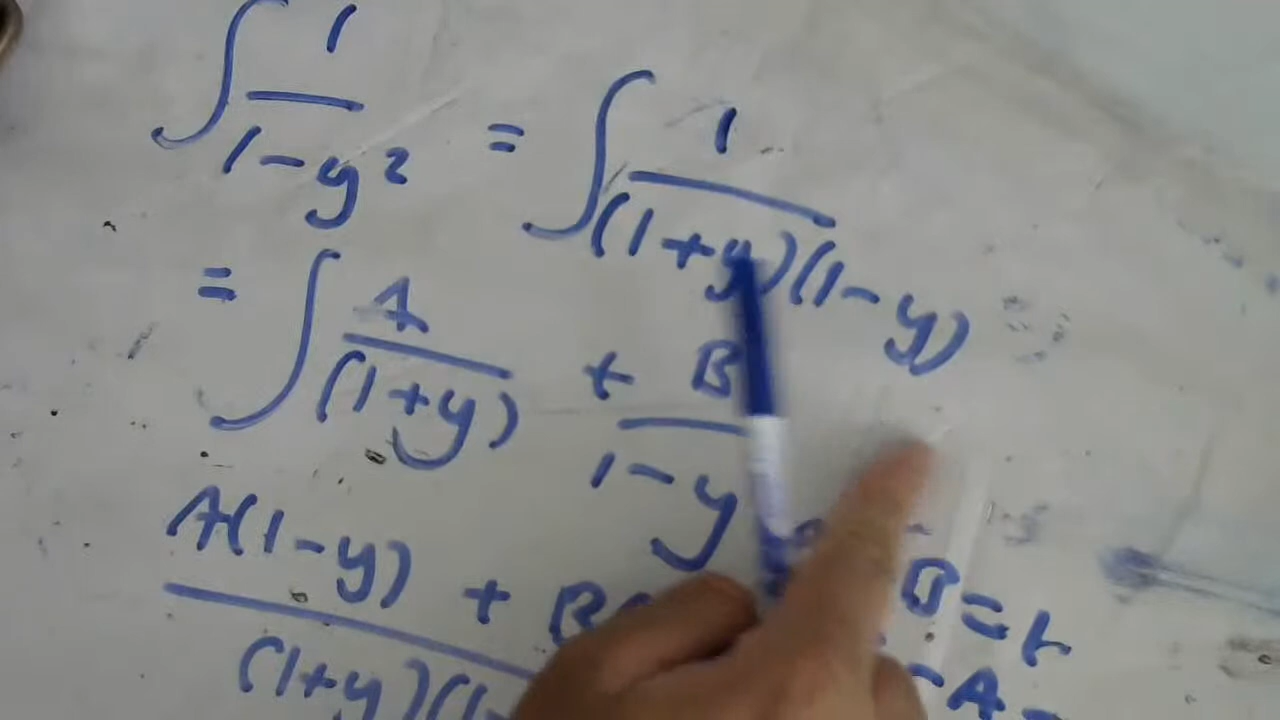 ∫ 1/(1-y²) = ∫ 1/((1+y)(1-y))
= ∫ A/(1+y) + B/(1-y)
A(1-y) + B
(1+y)(1-
B=1
-A